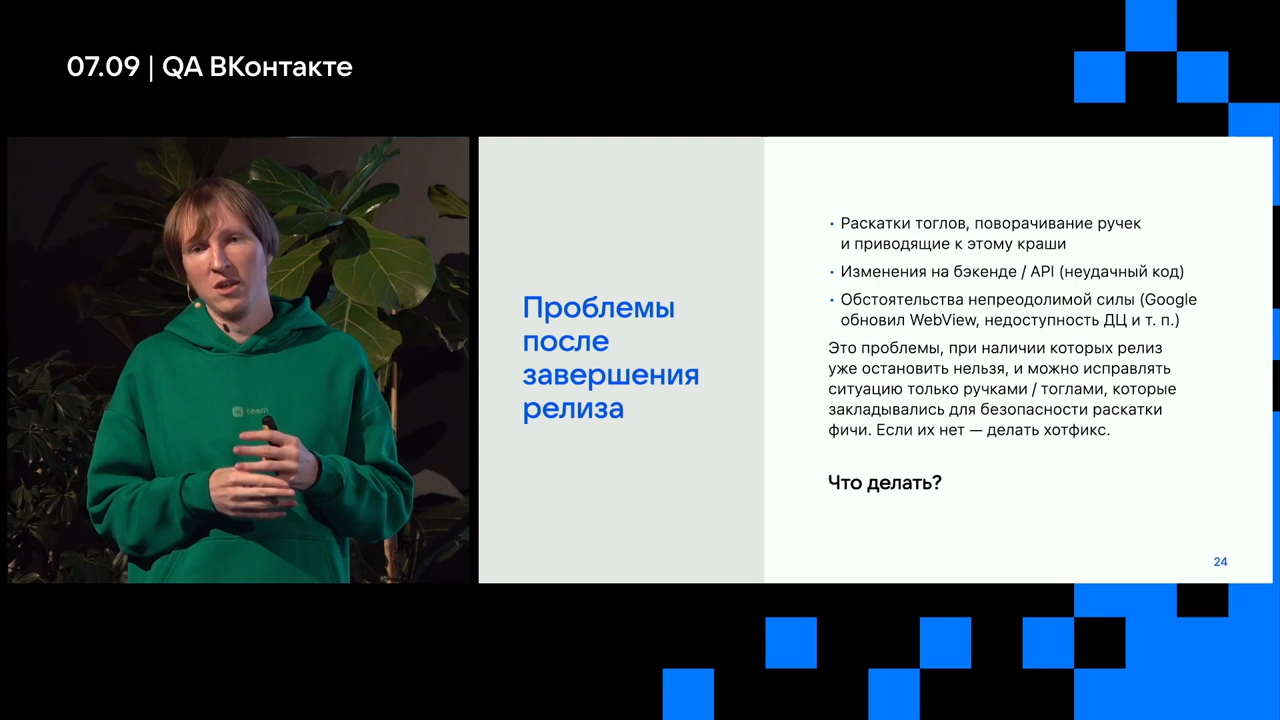 07.09 | QA ВКонтакте
team
Проблемы
после
завершения
релиза
• Раскатки тоглов, поворачивание ручек
и приводящие к этому краши
• Изменения на бэкенде / API (неудачный код)
• Обстоятельства непреодолимой силы (Google
обновил WebView, недоступность ДЦ и т. п.)
Это проблемы, при наличии которых релиз
уже остановить нельзя, и можно исправлять
ситуацию только ручками / тоглами, которые
закладывались для безопасности раскатки
фичи. Если их нет — делать хотфикс.
Что делать?
24